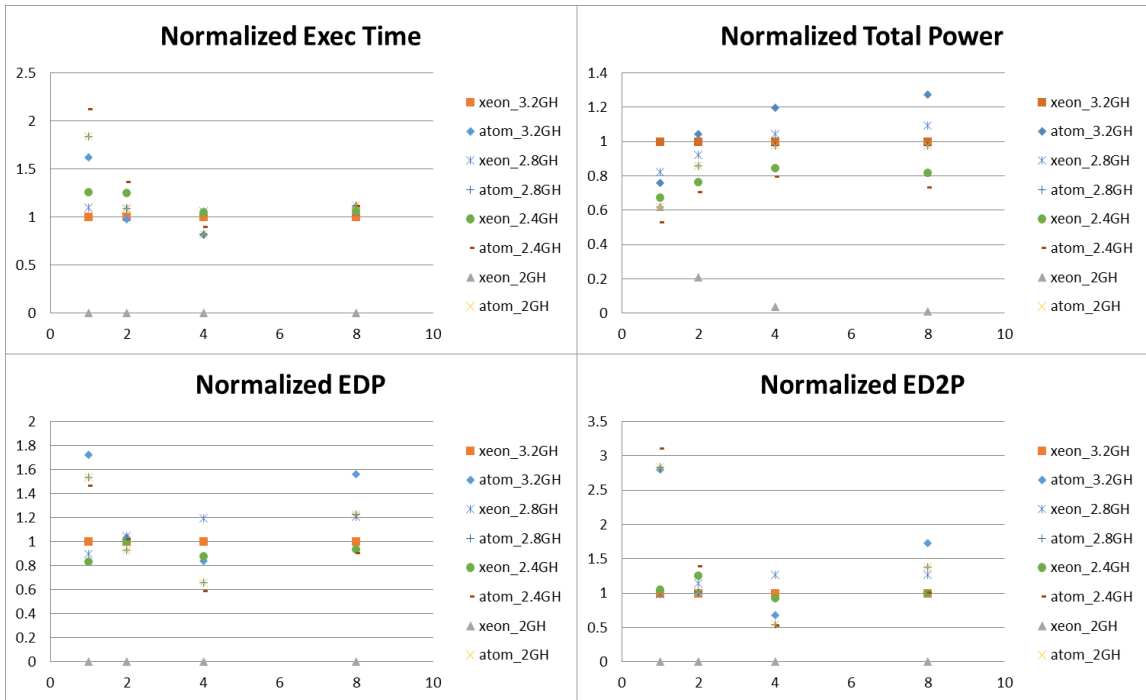 Normalized Exec Time
2.5
2
1.5
1
0.5
0
0 2 4 6 8 10
xeon_3.2GH
atom_3.2GH
xeon_2.8GH
atom_2.8GH
xeon_2.4GH
atom_2.4GH
xeon_2GH
atom_2GH
Normalized Total Power
1.4
1.2
1
0.8
0.6
0.4
0.2
0
0 2 4 6 8 10
xeon_3.2GH
atom_3.2GH
xeon_2.8GH
atom_2.8GH
xeon_2.4GH
atom_2.4GH
xeon_2GH
atom_2GH
Normalized EDP
2
1.8
1.6
1.4
1.2
1
0.8
0.6
0.4
0.2
0
0 2 4 6 8 10
xeon_3.2GH
atom_3.2GH
xeon_2.8GH
atom_2.8GH
xeon_2.4GH
atom_2.4GH
xeon_2GH
atom_2GH
Normalized ED2P
3.5
3
2.5
2
1.5
1
0.5
0
0 2 4 6 8 10
xeon_3.2GH
atom_3.2GH
xeon_2.8GH
atom_2.8GH
xeon_2.4GH
atom_2.4GH
xeon_2GH
atom_2GH